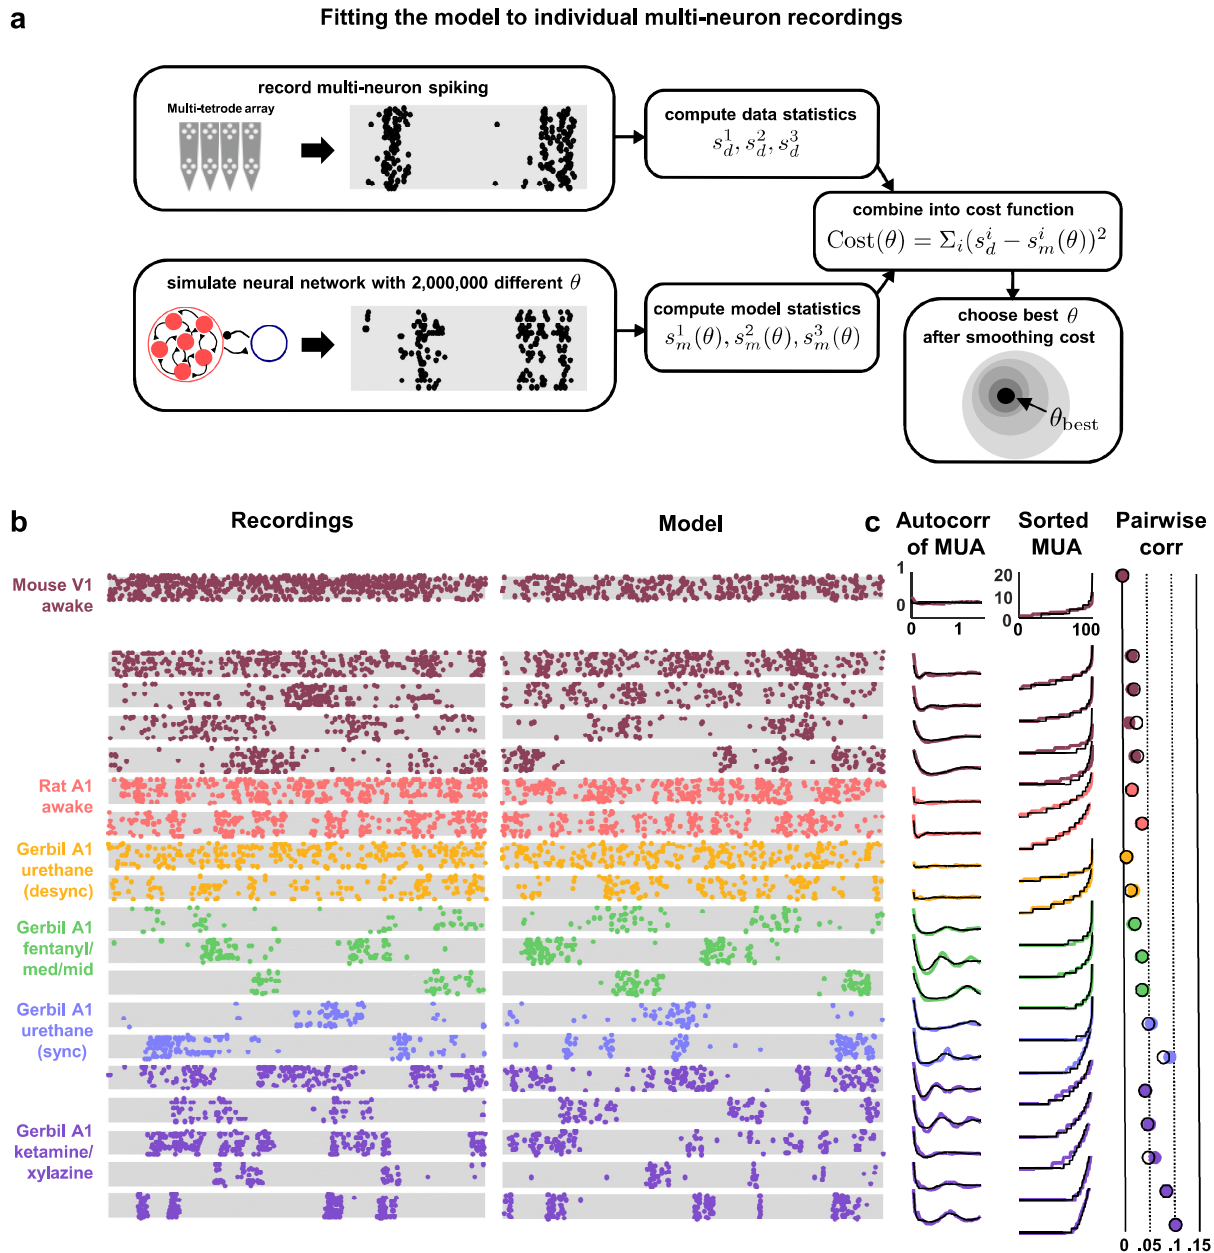 a
Fitting the model to individual multi-neuron recordings
record multi-neuron spiking
Multi-tetrode array
compute data statistics
s_d^1, s_d^2, s_d^3
combine into cost function
Cost(θ) = Σ_i(s_d^i − s_m^i(θ))^2
simulate neural network with 2,000,000 different θ
compute model statistics
s_m^1(θ), s_m^2(θ), s_m^3(θ)
choose best θ
after smoothing cost
θ_best
b
Recordings
Model
c
Autocorr
of MUA
Sorted
MUA
Pairwise
corr
Mouse V1
awake
Rat A1
awake
Gerbil A1
urethane
(desync)
Gerbil A1
fentanyl/
med/mid
Gerbil A1
urethane
(sync)
Gerbil A1
ketamine/
xylazine
1
0
0 1
20
10
0
0 100
0 .05 .1 .15